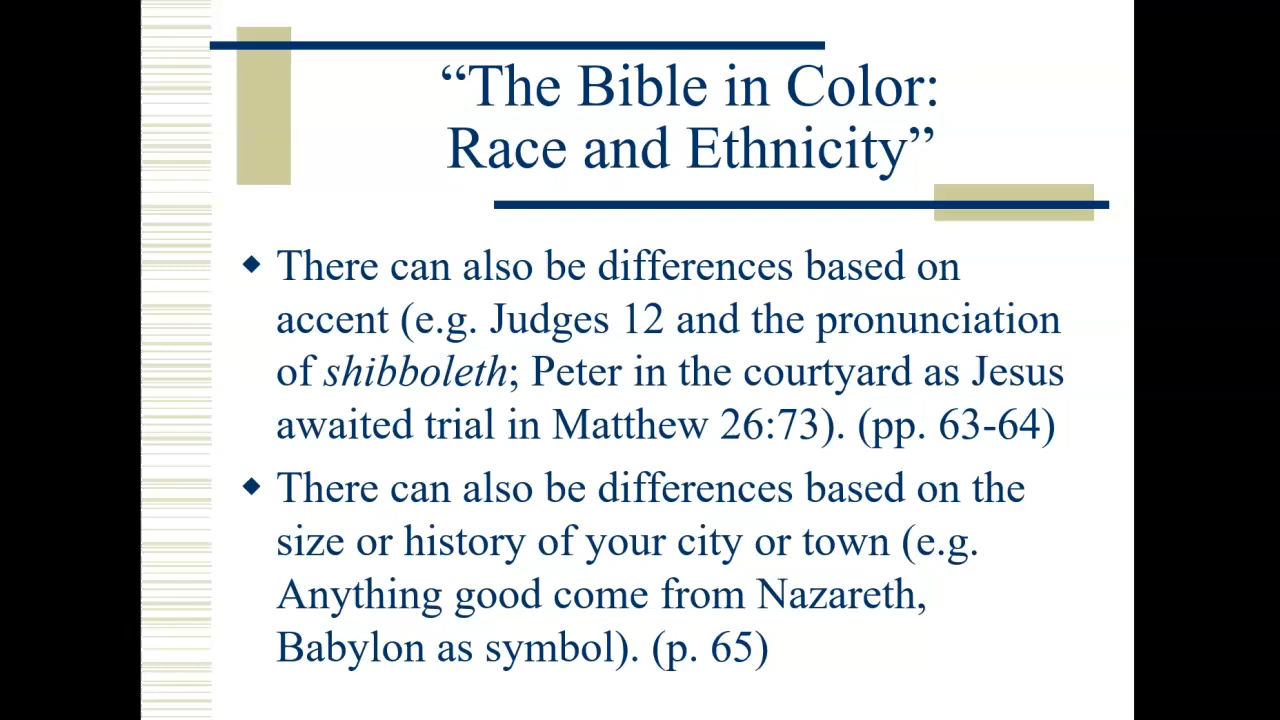 “The Bible in Color:
Race and Ethnicity”
There can also be differences based on
accent (e.g. Judges 12 and the pronunciation
of shibboleth; Peter in the courtyard as Jesus
awaited trial in Matthew 26:73). (pp. 63-64)
There can also be differences based on the
size or history of your city or town (e.g.
Anything good come from Nazareth,
Babylon as symbol). (p. 65)